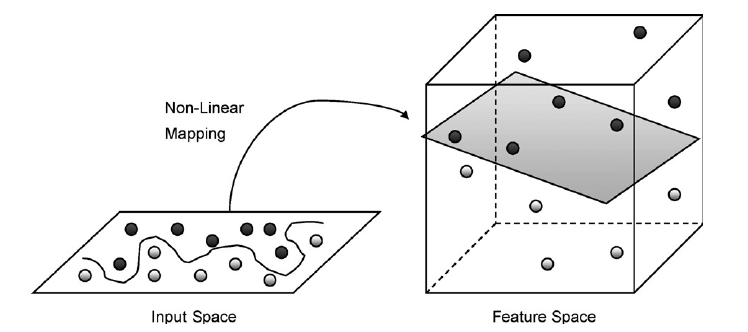 Non-Linear
Mapping
Input Space
Feature Space